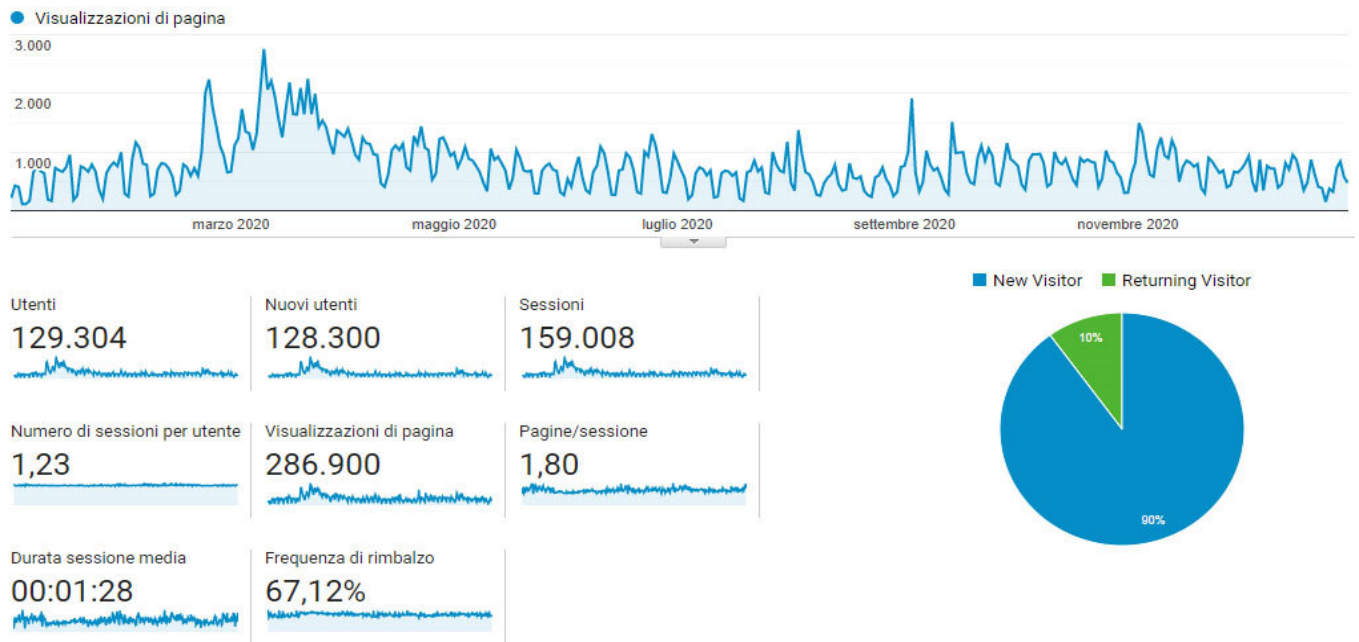 Visualizzazioni di pagina
3.000
2.000
1.000
marzo 2020
maggio 2020
luglio 2020
settembre 2020
novembre 2020
New Visitor
Returning Visitor
Utenti
129.304
Nuovi utenti
128.300
Sessioni
159.008
Numero di sessioni per utente
1,23
Visualizzazioni di pagina
286.900
Pagine/sessione
1,80
Durata sessione media
00:01:28
Frequenza di rimbalzo
67,12%
10%
90%